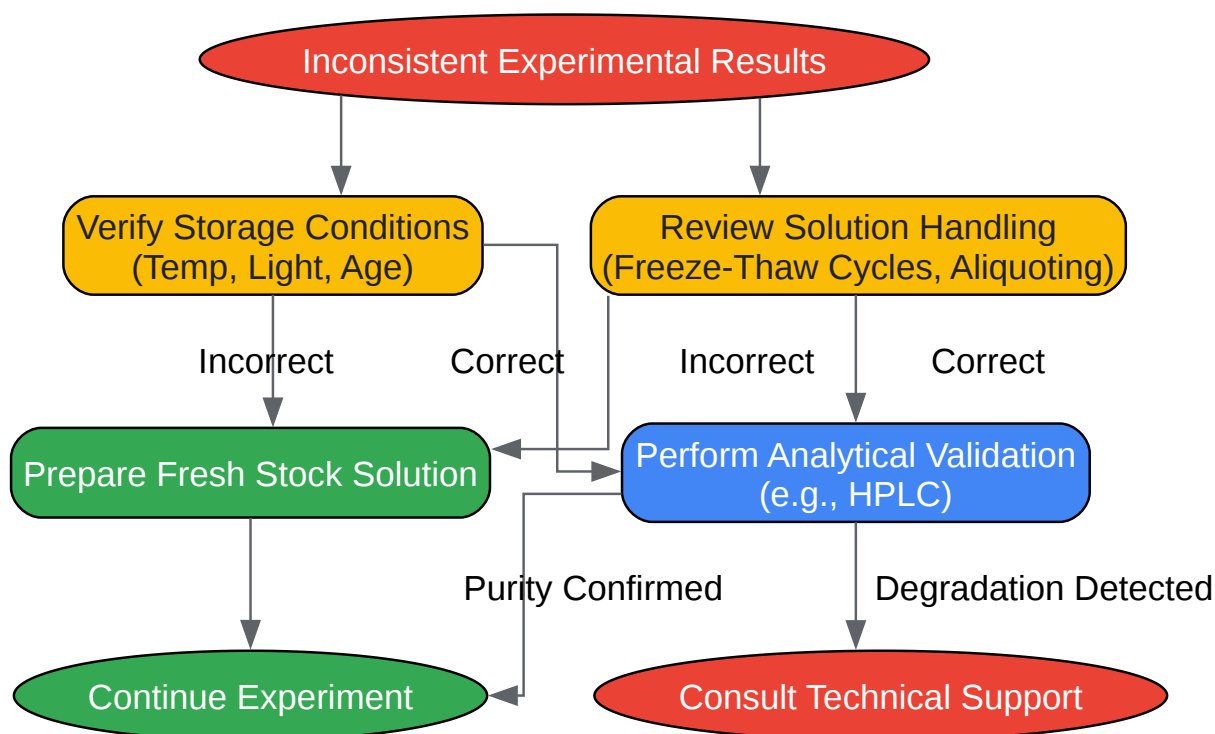 Inconsistent Experimental Results
Verify Storage Conditions
(Temp, Light, Age)
Review Solution Handling
(Freeze-Thaw Cycles, Aliquoting)
Incorrect
Correct
Incorrect
Correct
Prepare Fresh Stock Solution
Perform Analytical Validation
(e.g., HPLC)
Purity Confirmed
Degradation Detected
Continue Experiment
Consult Technical Support